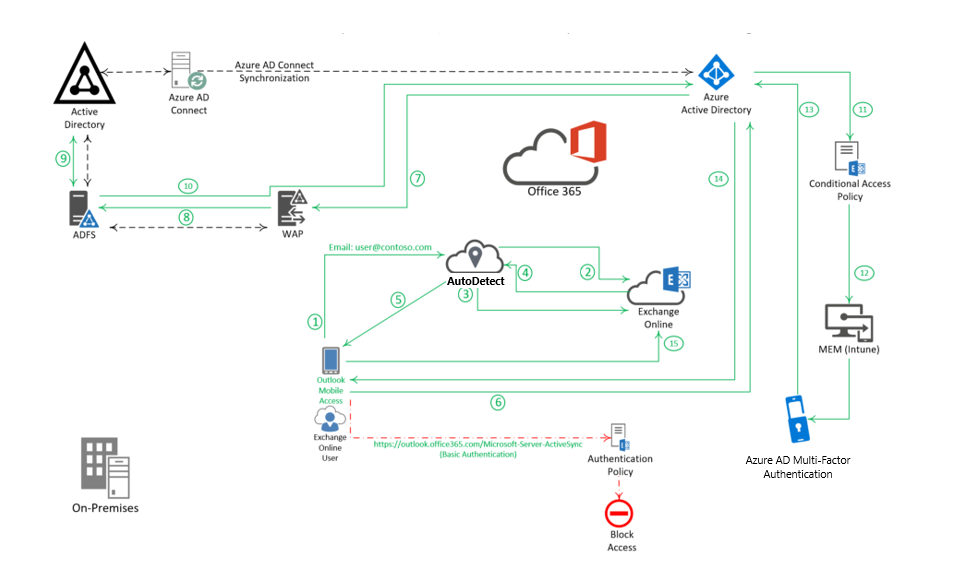 Azure AD Connect
Synchronization
Active
Directory
Azure AD
Connect
Azure
Active Directory
13
11
9
10
7
Office 365
14
Conditional Access
Policy
8
ADFS
WAP
Email: user@contoso.com
AutoDetect
2
4
3
5
12
Exchange
Online
1
15
MEM (Intune)
Outlook
Mobile
Access
6
Exchange
Online
User
https://outlook.office365.com/Microsoft-Server-ActiveSync
(Basic Authentication)
Authentication
Policy
Azure AD Multi-Factor
Authentication
On-Premises
Block
Access